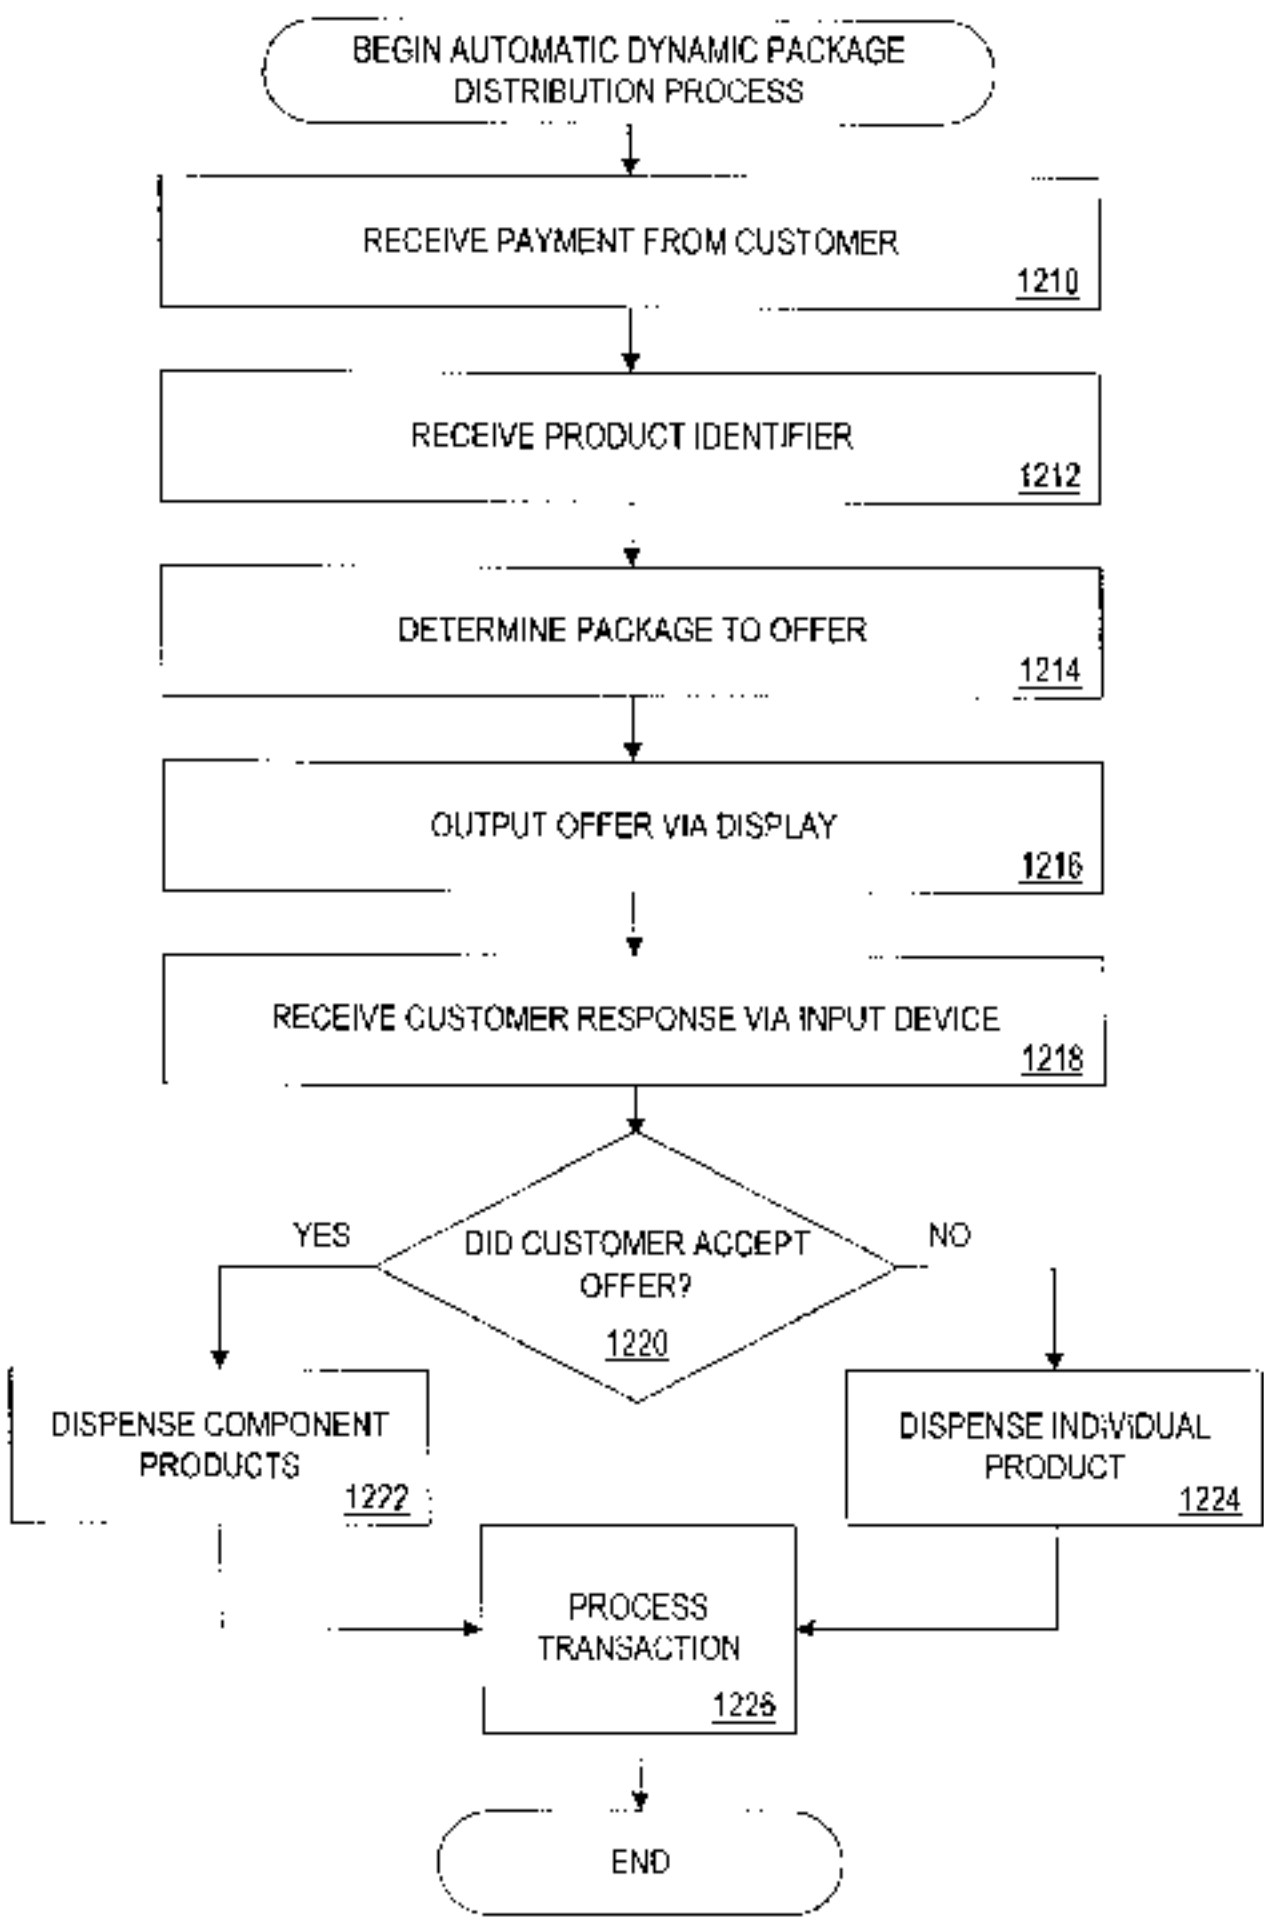 BEGIN AUTOMATIC DYNAMIC PACKAGE
DISTRIBUTION PROCESS
RECEIVE PAYMENT FROM CUSTOMER
1210
RECEIVE PRODUCT IDENTIFIER
1212
DETERMINE PACKAGE TO OFFER
1214
OUTPUT OFFER VIA DISPLAY
1216
RECEIVE CUSTOMER RESPONSE VIA INPUT DEVICE
1218
YES
DID CUSTOMER ACCEPT
OFFER?
1220
NO
DISPENSE COMPONENT
PRODUCTS
1222
DISPENSE INDIVIDUAL
PRODUCT
1224
PROCESS
TRANSACTION
1226
END